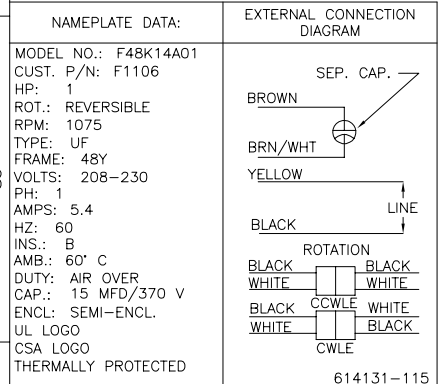 NAMEPLATE DATA:
MODEL NO.: F48K14A01
CUST. P/N: F1106
HP: 1
ROT.: REVERSIBLE
RPM: 1075
TYPE: UF
FRAME: 48Y
VOLTS: 208-230
PH: 1
AMPS: 5.4
HZ: 60
INS.: B
AMB.: 60° C
DUTY: AIR OVER
CAP.: 15 MFD/370 V
ENCL: SEMI-ENCL.
UL LOGO
CSA LOGO
THERMALLY PROTECTED
EXTERNAL CONNECTION
DIAGRAM
SEP. CAP.
BROWN
BRN/WHT
YELLOW
LINE
BLACK
ROTATION
BLACK BLACK
WHITE WHITE
CCWLE
BLACK WHITE
WHITE BLACK
CWLE
614131-115